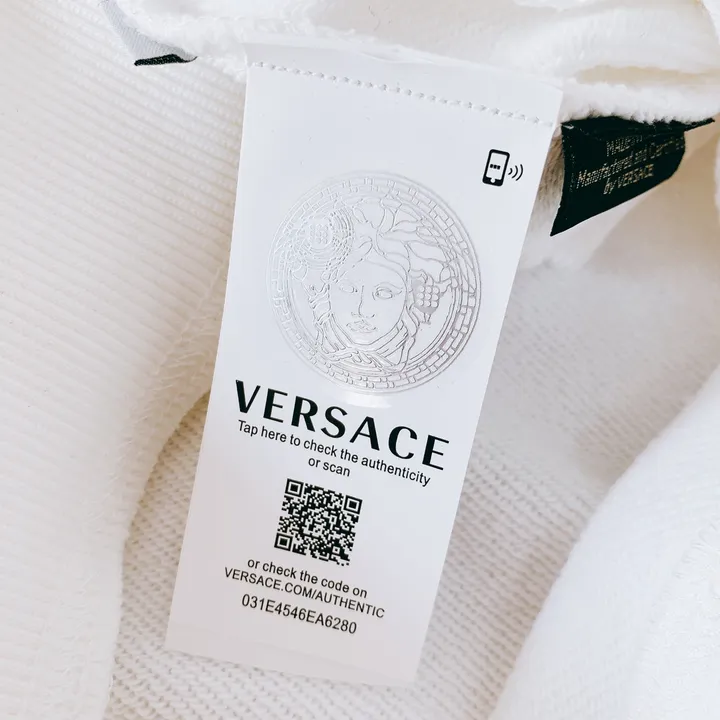 VERSACE
Tap here to check the authenticity
or scan
or check the code on
VERSACE.COM/AUTHENTIC
031E4546EA6280
Manufactured and
by VERSACE